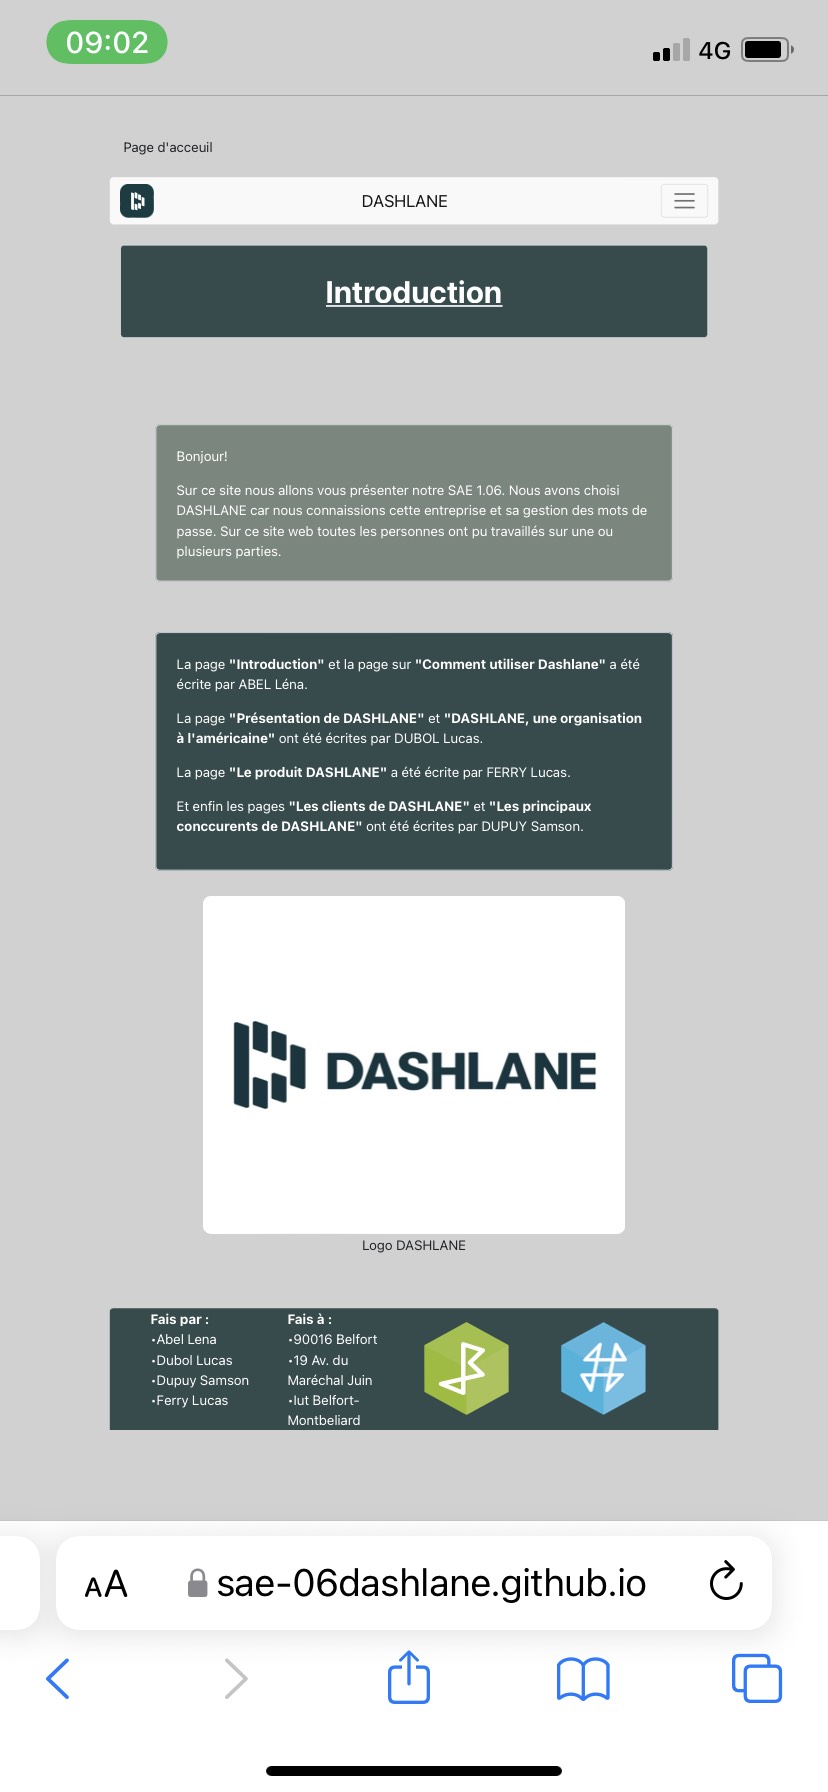 09:02
4G
Page d'acceuil
DASHLANE
Introduction
Bonjour!
Sur ce site nous allons vous présenter notre SAE 1.06. Nous avons choisi
DASHLANE car nous connaissions cette entreprise et sa gestion des mots de
passe. Sur ce site web toutes les personnes ont pu travaillés sur une ou
plusieurs parties.
La page "Introduction" et la page sur "Comment utiliser Dashlane" a été
écrite par ABEL Léna.
La page "Présentation de DASHLANE" et "DASHLANE, une organisation
à l'américaine" ont été écrites par DUBOL Lucas.
La page "Le produit DASHLANE" a été écrite par FERRY Lucas.
Et enfin les pages "Les clients de DASHLANE" et "Les principaux
conccurents de DASHLANE" ont été écrites par DUPUY Samson.
DASHLANE
Logo DASHLANE
Fais par :
•Abel Lena
•Dubol Lucas
•Dupuy Samson
•Ferry Lucas
Fais à :
•90016 Belfort
•19 Av. du
Maréchal Juin
•Iut Belfort-
Montbeliard
AA
sae-06dashlane.github.io